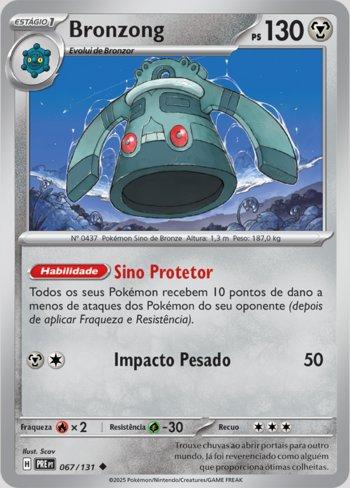 ESTÁGIO 1
Bronzong
PS 130
Evolui de Bronzor
Nº 0437 Pokémon Sino de Bronze Altura: 1,3 m Peso: 187,0 kg
Habilidade Sino Protetor
Todos os seus Pokémon recebem 10 pontos de dano a
menos de ataques dos Pokémon do seu oponente (depois
de aplicar Fraqueza e Resistência).
Impacto Pesado 50
Fraqueza ×2 Resistência -30 Recuo
Ilust. Scav
H PRE PT 067/131
Trouxe chuvas ao abrir portais para outro
mundo. Já foi reverenciado como alguém
que proporciona ótimas colheitas.
©2025 Pokémon/Nintendo/Creatures/GAME FREAK